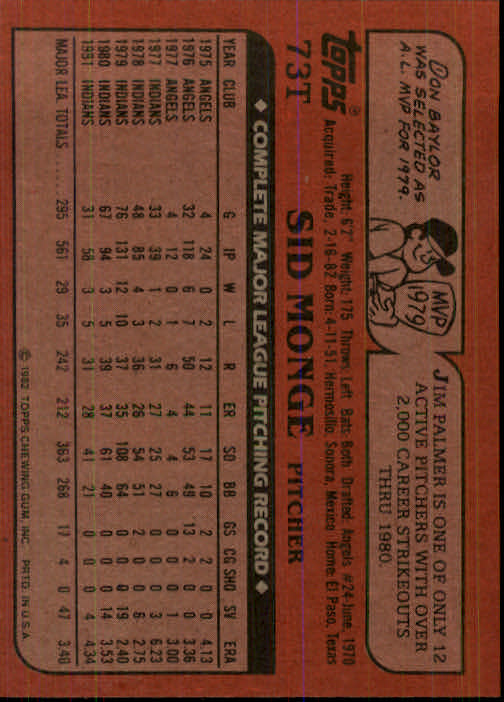 DON BAYLOR
WAS SELECTED AS
A.L. MVP FOR 1979.
MVP
1979
JIM PALMER IS ONE OF ONLY 12
ACTIVE PITCHERS WITH OVER
2,000 CAREER STRIKEOUTS
THRU 1980.
topps®
73T
Height: 6'2" Weight: 175 Throws: Left Bats: Both Drafted: Angels #24-June, 1970
Acquired: Trade, 2-16-82 Born: 4-11-51, Hermosillo, Sonora, Mexico Home: El Paso, Texas
SID MONGE PITCHER
◆ COMPLETE MAJOR LEAGUE PITCHING RECORD ◆
YEAR CLUB G IP W L R ER SO BB GS CG SHO SV ERA
1975 ANGELS 4 24 0 2 12 11 17 10 2 2 0 0 4.13
1976 ANGELS 32 118 6 7 50 44 53 49 13 2 0 0 3.36
1977 ANGELS 4 12 0 1 6 4 4 6 0 0 0 1 3.00
1977 INDIANS 33 39 1 2 31 27 25 27 0 0 0 3 6.23
1978 INDIANS 48 85 4 3 36 26 54 51 2 0 0 6 2.75
1979 INDIANS 76 131 12 10 37 35 108 64 0 0 0 19 2.40
1980 INDIANS 67 94 3 5 39 37 61 40 0 0 0 14 3.53
1981 INDIANS 31 58 3 5 31 28 41 21 0 0 0 4 4.34
MAJOR LEA. TOTALS ..... 295 561 29 35 242 212 363 268 17 4 0 47 3.40
© 1982 TOPPS CHEWING GUM, INC. PRTD. IN U.S.A.